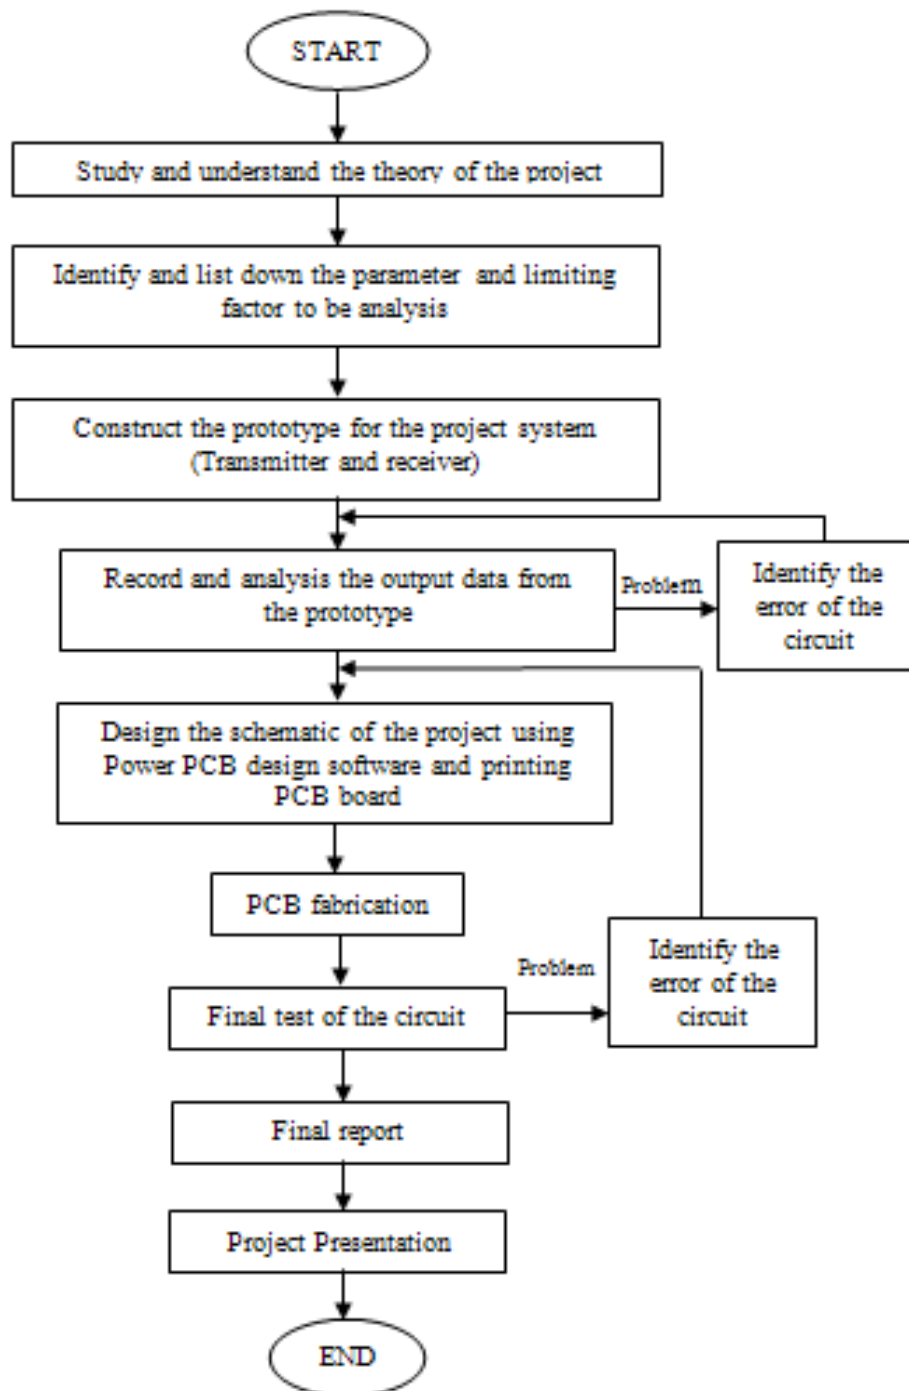 START
Study and understand the theory of the project
Identify and list down the parameter and limiting
factor to be analysis
Construct the prototype for the project system
(Transmitter and receiver)
Record and analysis the output data from
the prototype
Problem
Identify the
error of the
circuit
Design the schematic of the project using
Power PCB design software and printing
PCB board
PCB fabrication
Final test of the circuit
Problem
Identify the
error of the
circuit
Final report
Project Presentation
END